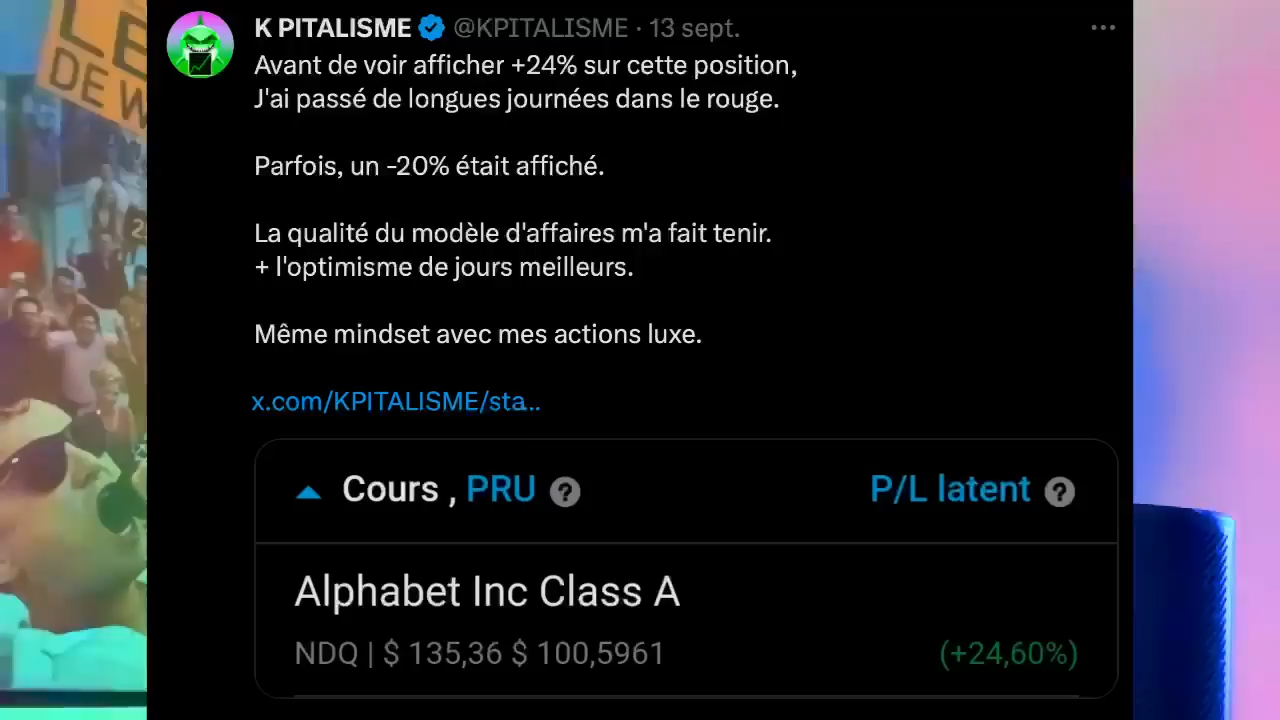 K PITALISME @KPITALISME · 13 sept.
Avant de voir afficher +24% sur cette position,
J'ai passé de longues journées dans le rouge.
Parfois, un -20% était affiché.
La qualité du modèle d'affaires m'a fait tenir.
+ l'optimisme de jours meilleurs.
Même mindset avec mes actions luxe.
x.com/KPITALISME/sta...
Cours , PRU ?
P/L latent ?
Alphabet Inc Class A
NDQ | $ 135,36 $ 100,5961
(+24,60%)
DE